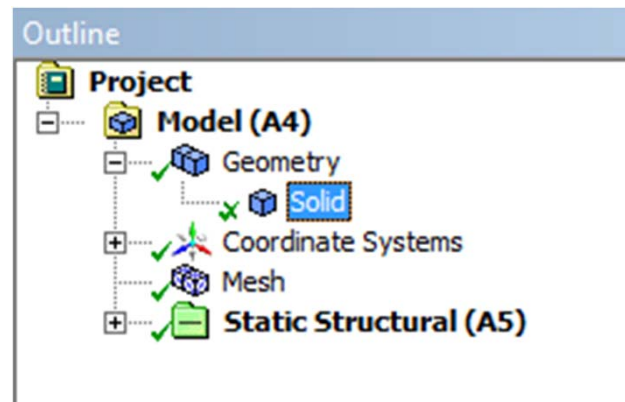 Outline
Project
Model (A4)
Geometry
Solid
Coordinate Systems
Mesh
Static Structural (A5)